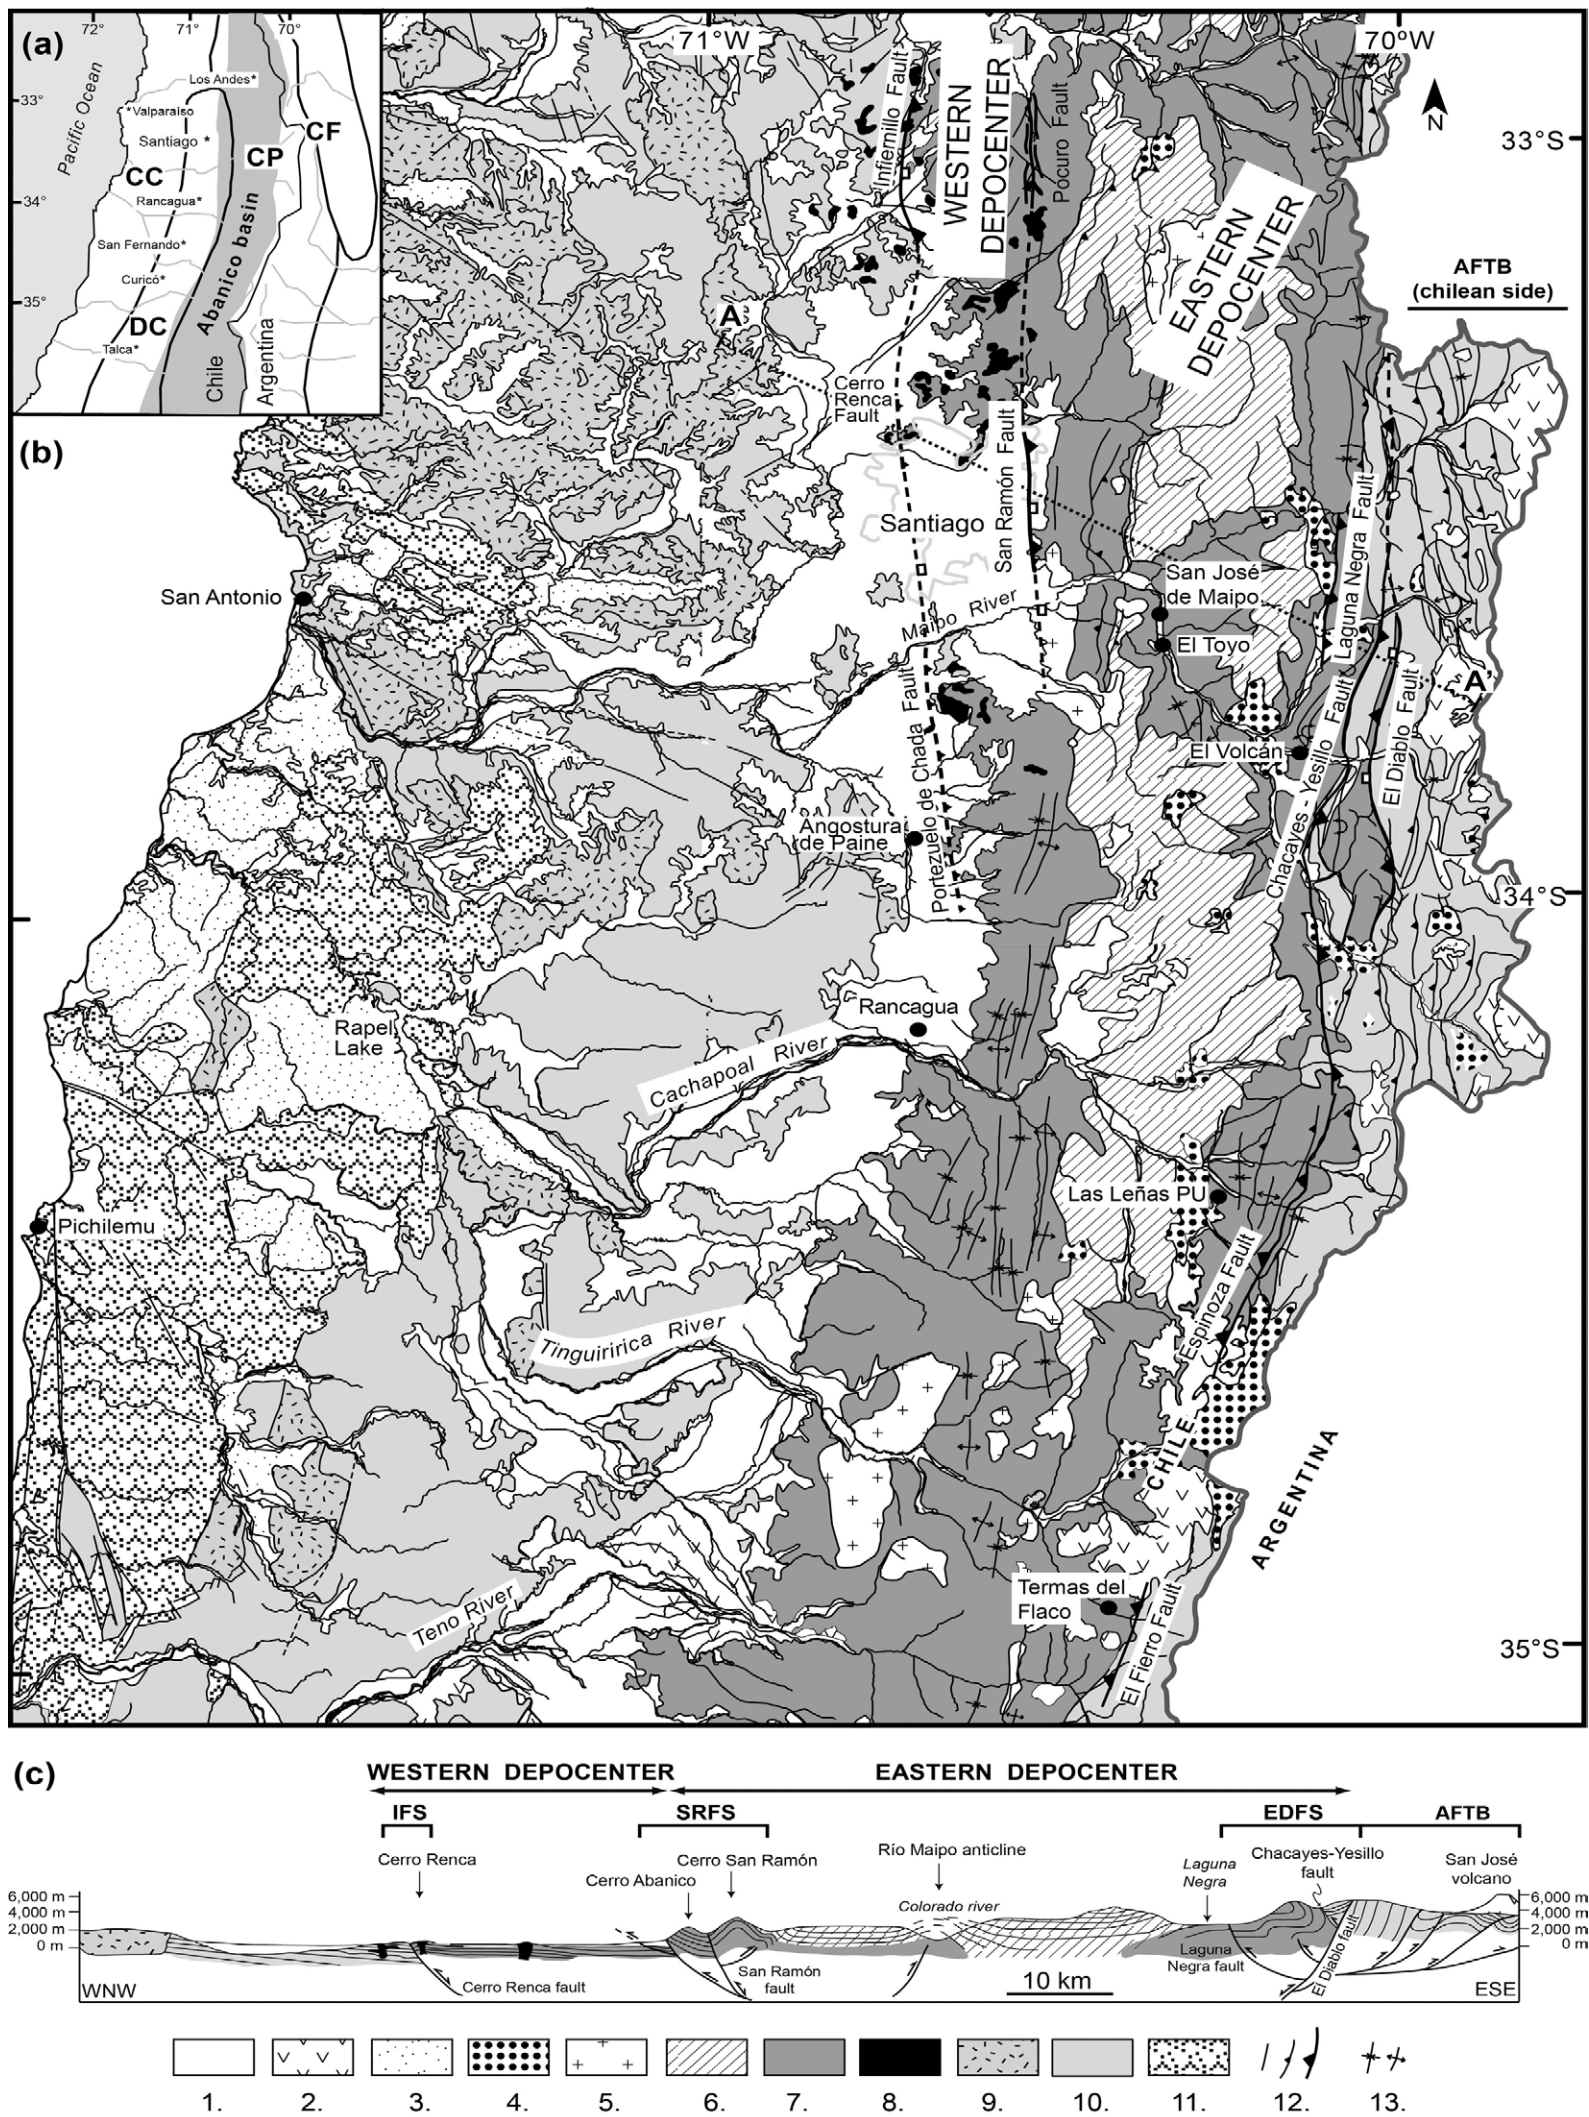 (a)
72°
71°
70°
33°
34°
35°
Pacific Ocean
Los Andes*
*Valparaiso
Santiago *
CF
CP
CC
Rancagua*
San Fernando*
Curicó*
DC
Talca*
Abanico basin
Chile
Argentina
(b)
71°W
70°W
N
33°S
Infiernillo Fault
WESTERN
DEPOCENTER
Pocuro Fault
EASTERN
DEPOCENTER
AFTB
(chilean side)
A
Cerro
Renca
Fault
San Ramón Fault
Santiago
Laguna Negra Fault
San Antonio
San José
de Maipo
Maipo River
El Toyo
A'
El Volcán
Chacayes - Yesillo Fault
El Diablo Fault
Portezuelo de Chada Fault
Angostura
de Paine
34°S
Rancagua
Rapel
Lake
Cachapoal River
Las Leñas PU
Pichilemu
Espinoza Fault
Tinguiririca River
CHILE
ARGENTINA
Termas del
Flaco
Teno River
El Fierro Fault
35°S
(c)
WESTERN DEPOCENTER
EASTERN DEPOCENTER
IFS
SRFS
EDFS
AFTB
Cerro Renca
Cerro Abanico
Cerro San Ramón
Río Maipo anticline
Colorado river
Laguna
Negra
Chacayes-Yesillo
fault
San José
volcano
6,000 m
4,000 m
2,000 m
0 m
6,000 m
4,000 m
2,000 m
0 m
WNW
Cerro Renca fault
San Ramón
fault
10 km
Laguna
Negra fault
El Diablo fault
ESE
1.
2.
3.
4.
5.
6.
7.
8.
9.
10.
11.
12.
13.